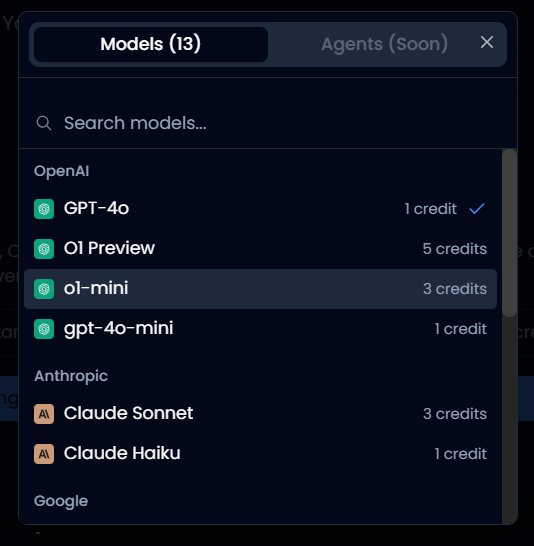 Models (13) Agents (Soon)
Search models...
OpenAI
GPT-4o 1 credit
O1 Preview 5 credits
o1-mini 3 credits
gpt-4o-mini 1 credit
Anthropic
Claude Sonnet 3 credits
Claude Haiku 1 credit
Google